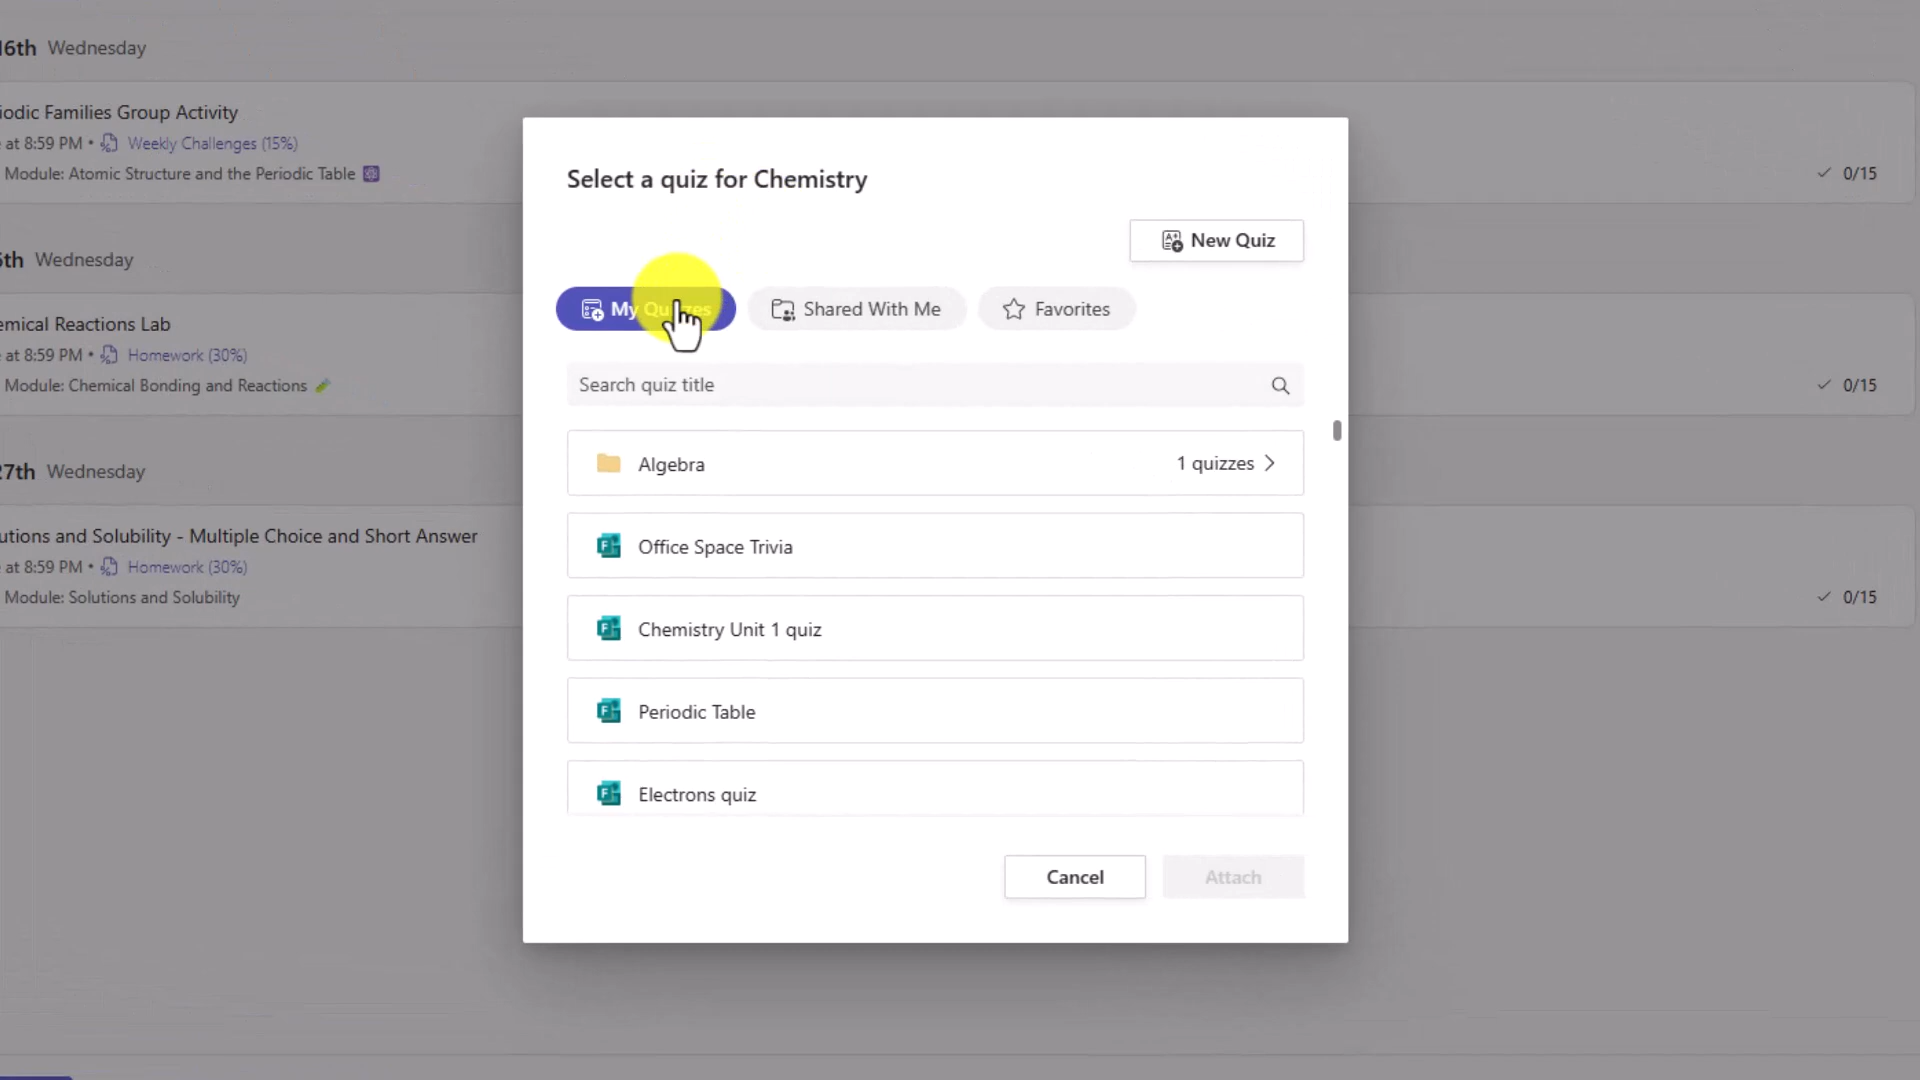 16th Wednesday
iodic Families Group Activity
at 8:59 PM • Weekly Challenges (15%)
Module: Atomic Structure and the Periodic Table
0/15
5th Wednesday
emical Reactions Lab
at 8:59 PM • Homework (30%)
Module: Chemical Bonding and Reactions
0/15
27th Wednesday
utions and Solubility - Multiple Choice and Short Answer
at 8:59 PM • Homework (30%)
Module: Solutions and Solubility
0/15
Select a quiz for Chemistry
New Quiz
My Quizzes
Shared With Me
Favorites
Search quiz title
Algebra
1 quizzes
Office Space Trivia
Chemistry Unit 1 quiz
Periodic Table
Electrons quiz
Cancel
Attach